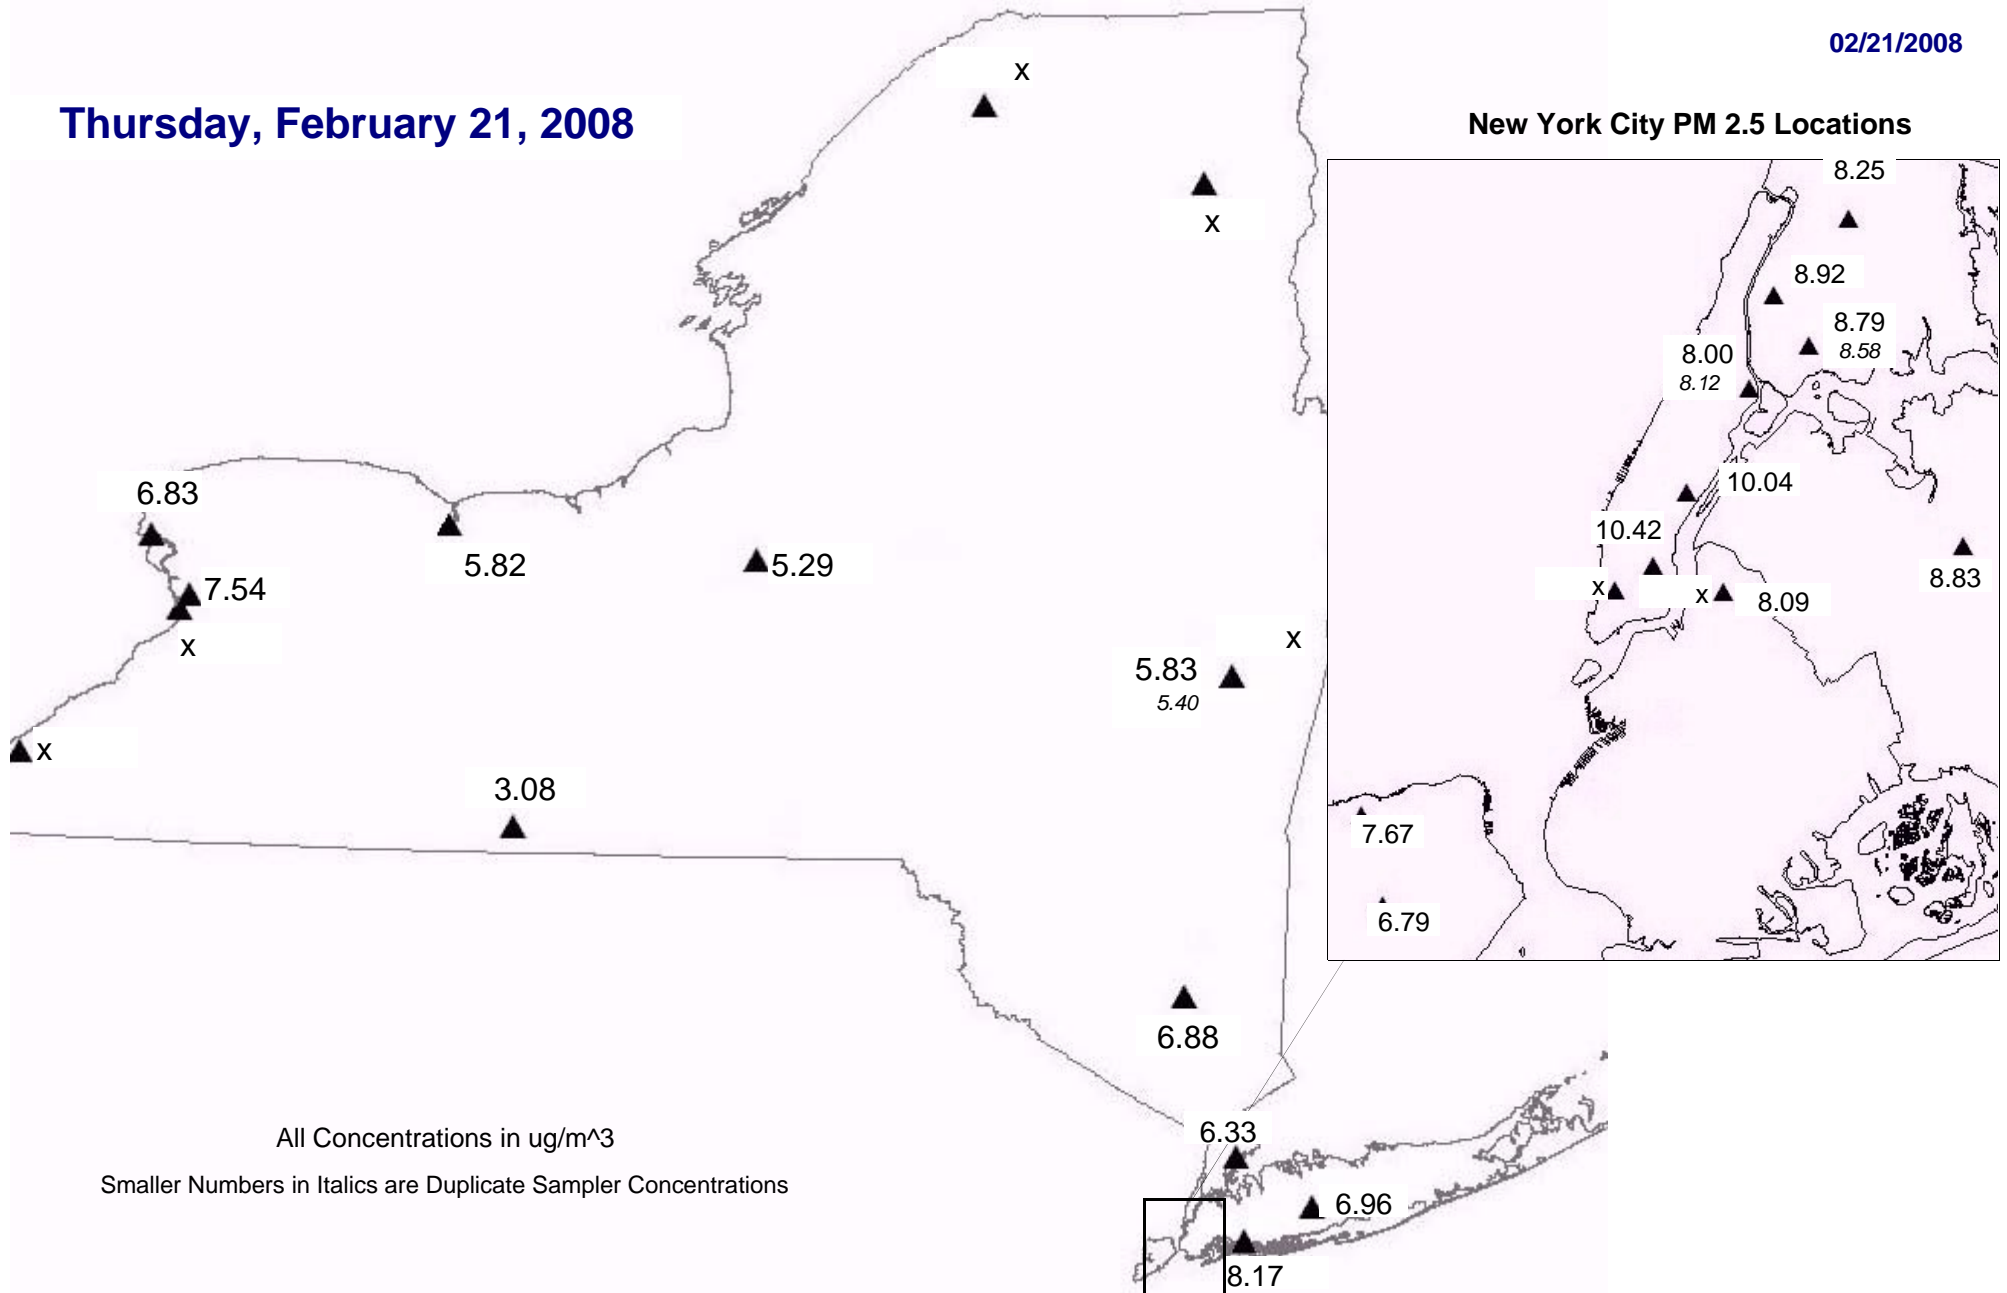 02/21/2008
Thursday, February 21, 2008
New York City PM 2.5 Locations
x
x
6.83
7.54
x
5.82
5.29
x
5.83
5.40
x
3.08
6.88
6.33
6.96
8.17
8.25
8.92
8.79
8.58
8.00
8.12
10.04
10.42
x
x
8.09
8.83
7.67
6.79
All Concentrations in ug/m^3
Smaller Numbers in Italics are Duplicate Sampler Concentrations